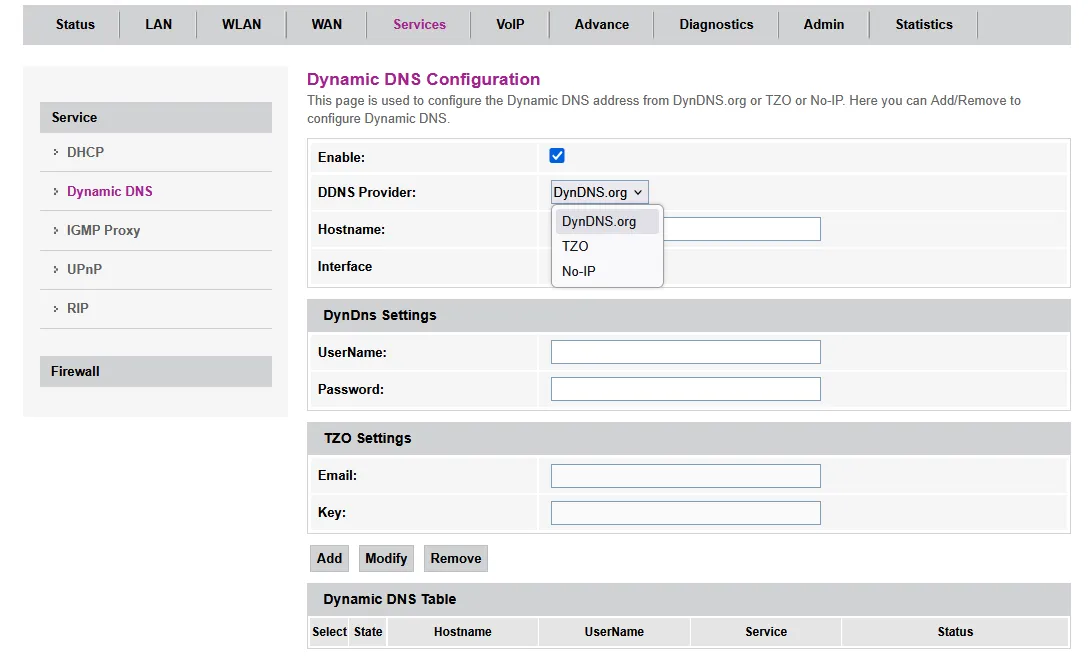 Status LAN WLAN WAN Services VoIP Advance Diagnostics Admin Statistics
Service
DHCP
Dynamic DNS
IGMP Proxy
UPnP
RIP
Firewall
Dynamic DNS Configuration
This page is used to configure the Dynamic DNS address from DynDNS.org or TZO or No-IP. Here you can Add/Remove to
configure Dynamic DNS.
Enable:
DDNS Provider: DynDNS.org
DynDNS.org
TZO
No-IP
Hostname:
Interface
DynDns Settings
UserName:
Password:
TZO Settings
Email:
Key:
Add Modify Remove
Dynamic DNS Table
Select State Hostname UserName Service Status